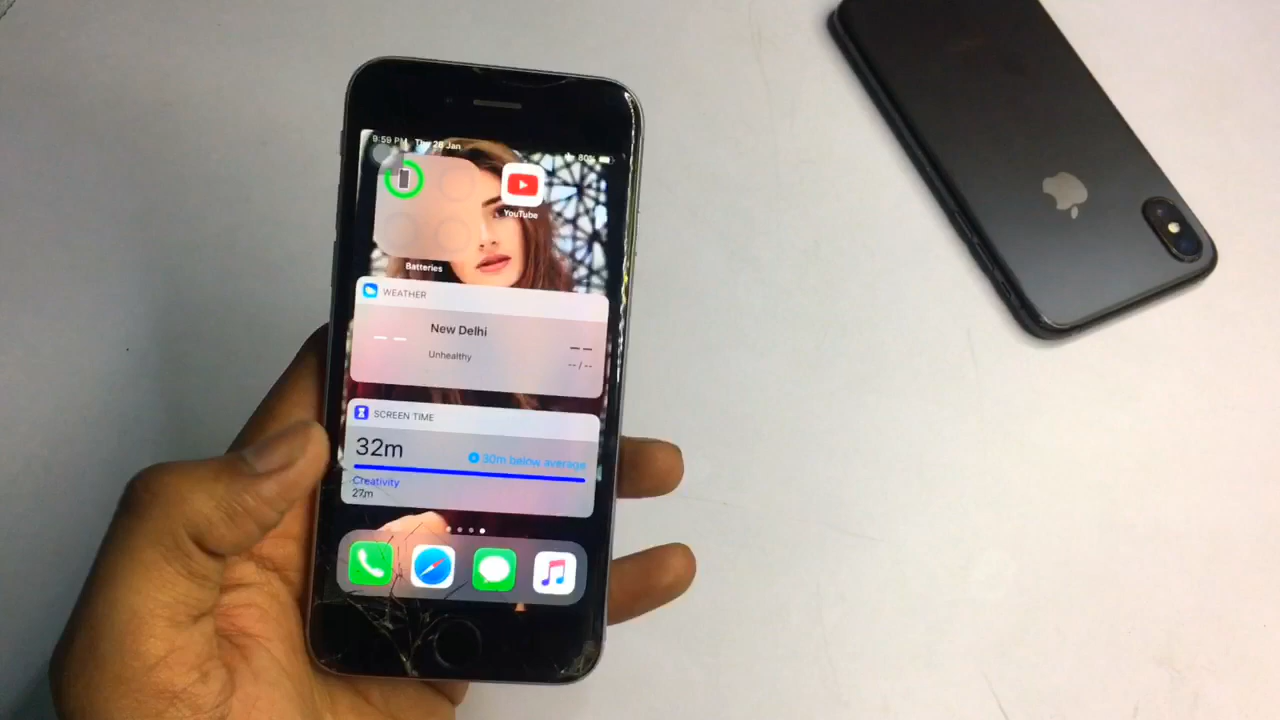 9:59 PM Thu 28 Jan
80%
YouTube
Batteries
WEATHER
New Delhi
Unhealthy
-- --
-- / --
SCREEN TIME
32m
30m below average
Creativity
27m